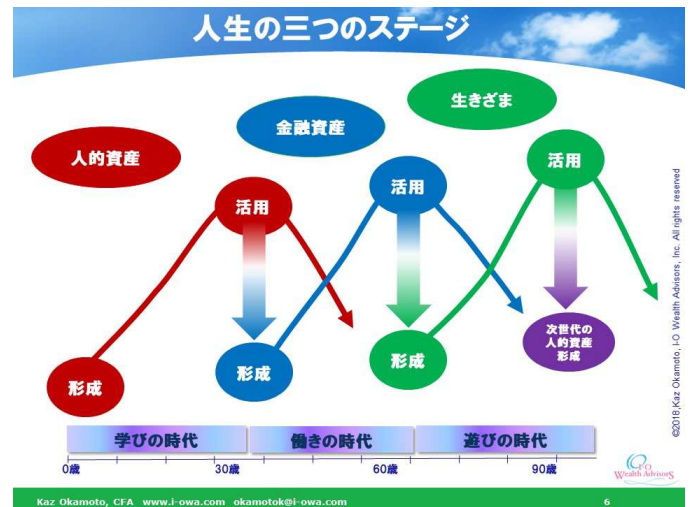 人生の三つのステージ
生きざま
金融資産
人的資産
活用
活用
活用
形成
形成
形成
次世代の
人的資産
形成
学びの時代
働きの時代
遊びの時代
0歳
30歳
60歳
90歳
©2018,Kaz Okamoto, I-O Wealth Advisors, Inc. All rights reserved
I-O
Wealth Advisors
Kaz Okamoto, CFA www.i-owa.com okamotok@i-owa.com
6